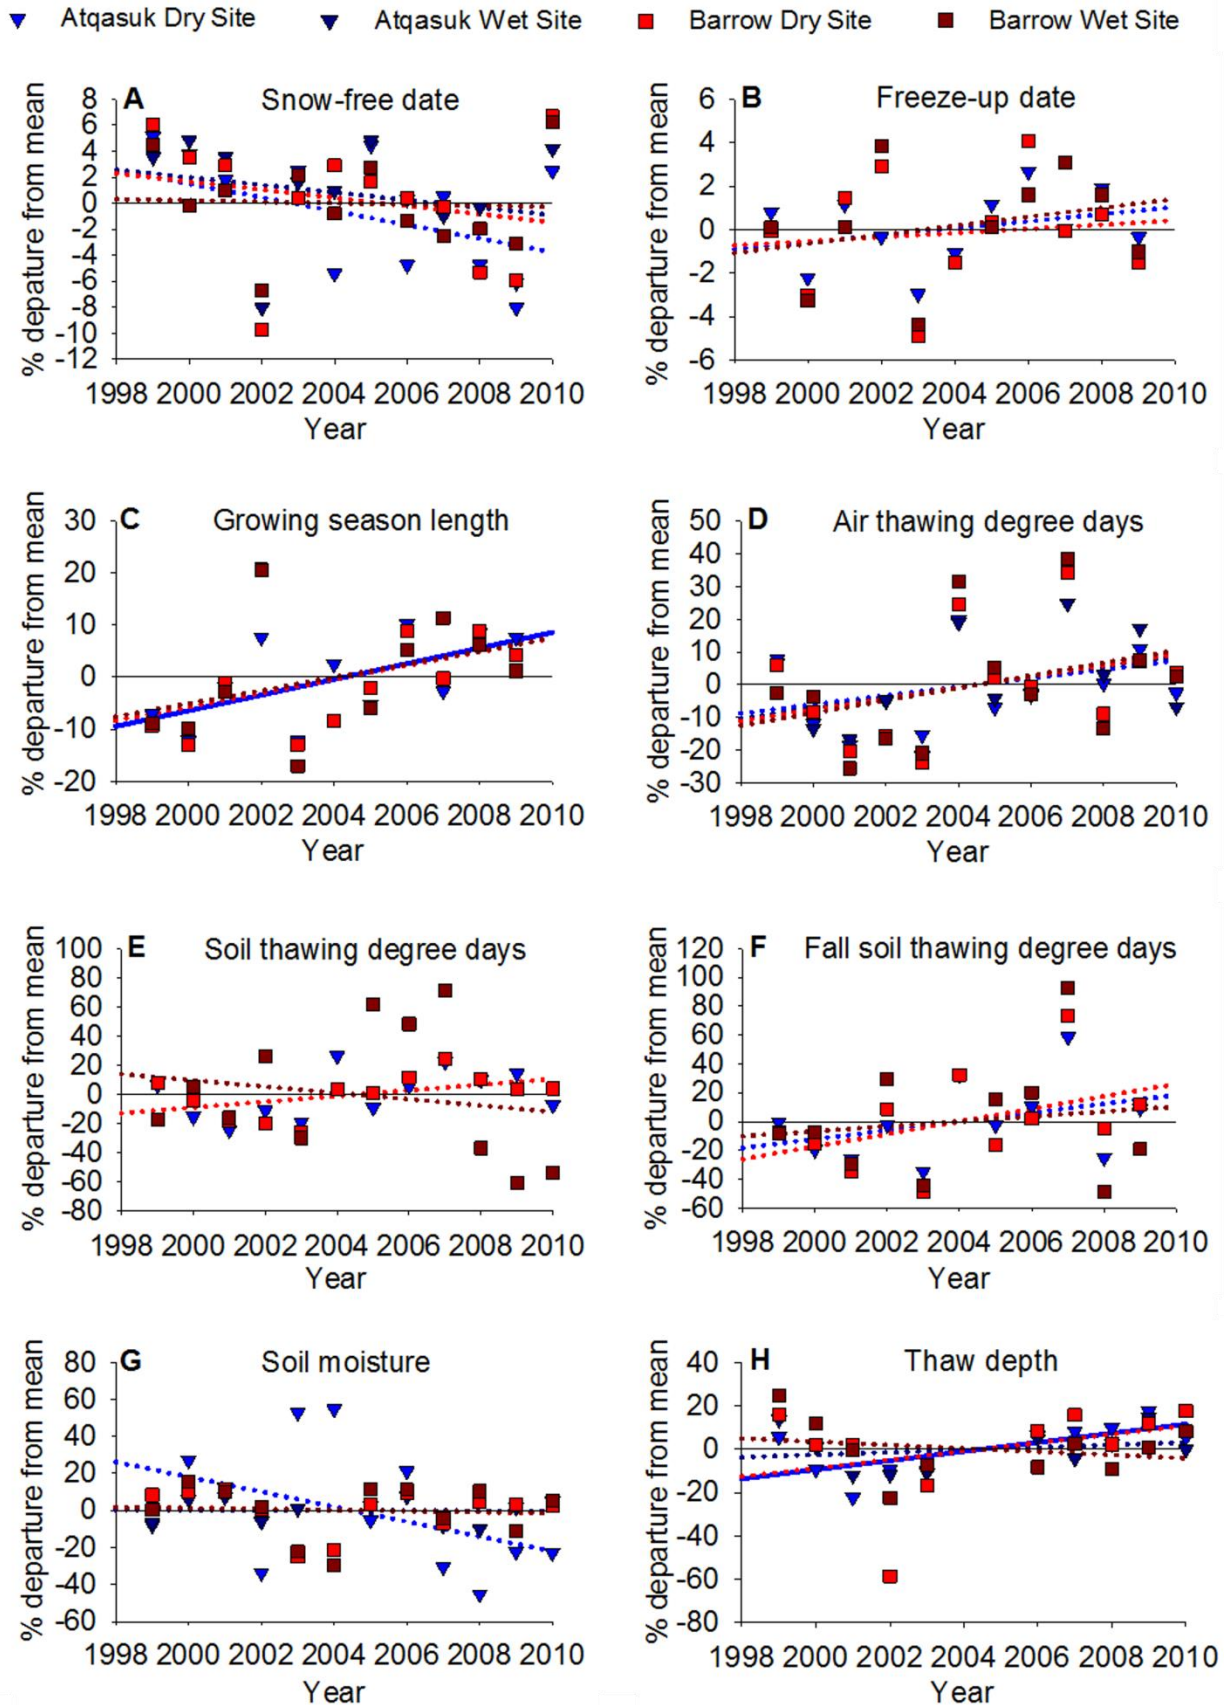 Atqasuk Dry Site Atqasuk Wet Site Barrow Dry Site Barrow Wet Site
A Snow-free date
% depature from mean
8
6
4
2
0
-2
-4
-6
-8
-10
-12
1998 2000 2002 2004 2006 2008 2010
Year
B Freeze-up date
% departure from mean
6
4
2
0
-2
-4
-6
1998 2000 2002 2004 2006 2008 2010
Year
C Growing season length
% departure from mean
30
20
10
0
-10
-20
1998 2000 2002 2004 2006 2008 2010
Year
D Air thawing degree days
% departure from mean
50
40
30
20
10
0
-10
-20
-30
1998 2000 2002 2004 2006 2008 2010
Year
E Soil thawing degree days
% departure from mean
100
80
60
40
20
0
-20
-40
-60
-80
1998 2000 2002 2004 2006 2008 2010
Year
F Fall soil thawing degree days
% departure from mean
120
100
80
60
40
20
0
-20
-40
-60
1998 2000 2002 2004 2006 2008 2010
Year
G Soil moisture
% departure from mean
80
60
40
20
0
-20
-40
-60
1998 2000 2002 2004 2006 2008 2010
Year
H Thaw depth
% departure from mean
40
20
0
-20
-40
-60
-80
1998 2000 2002 2004 2006 2008 2010
Year